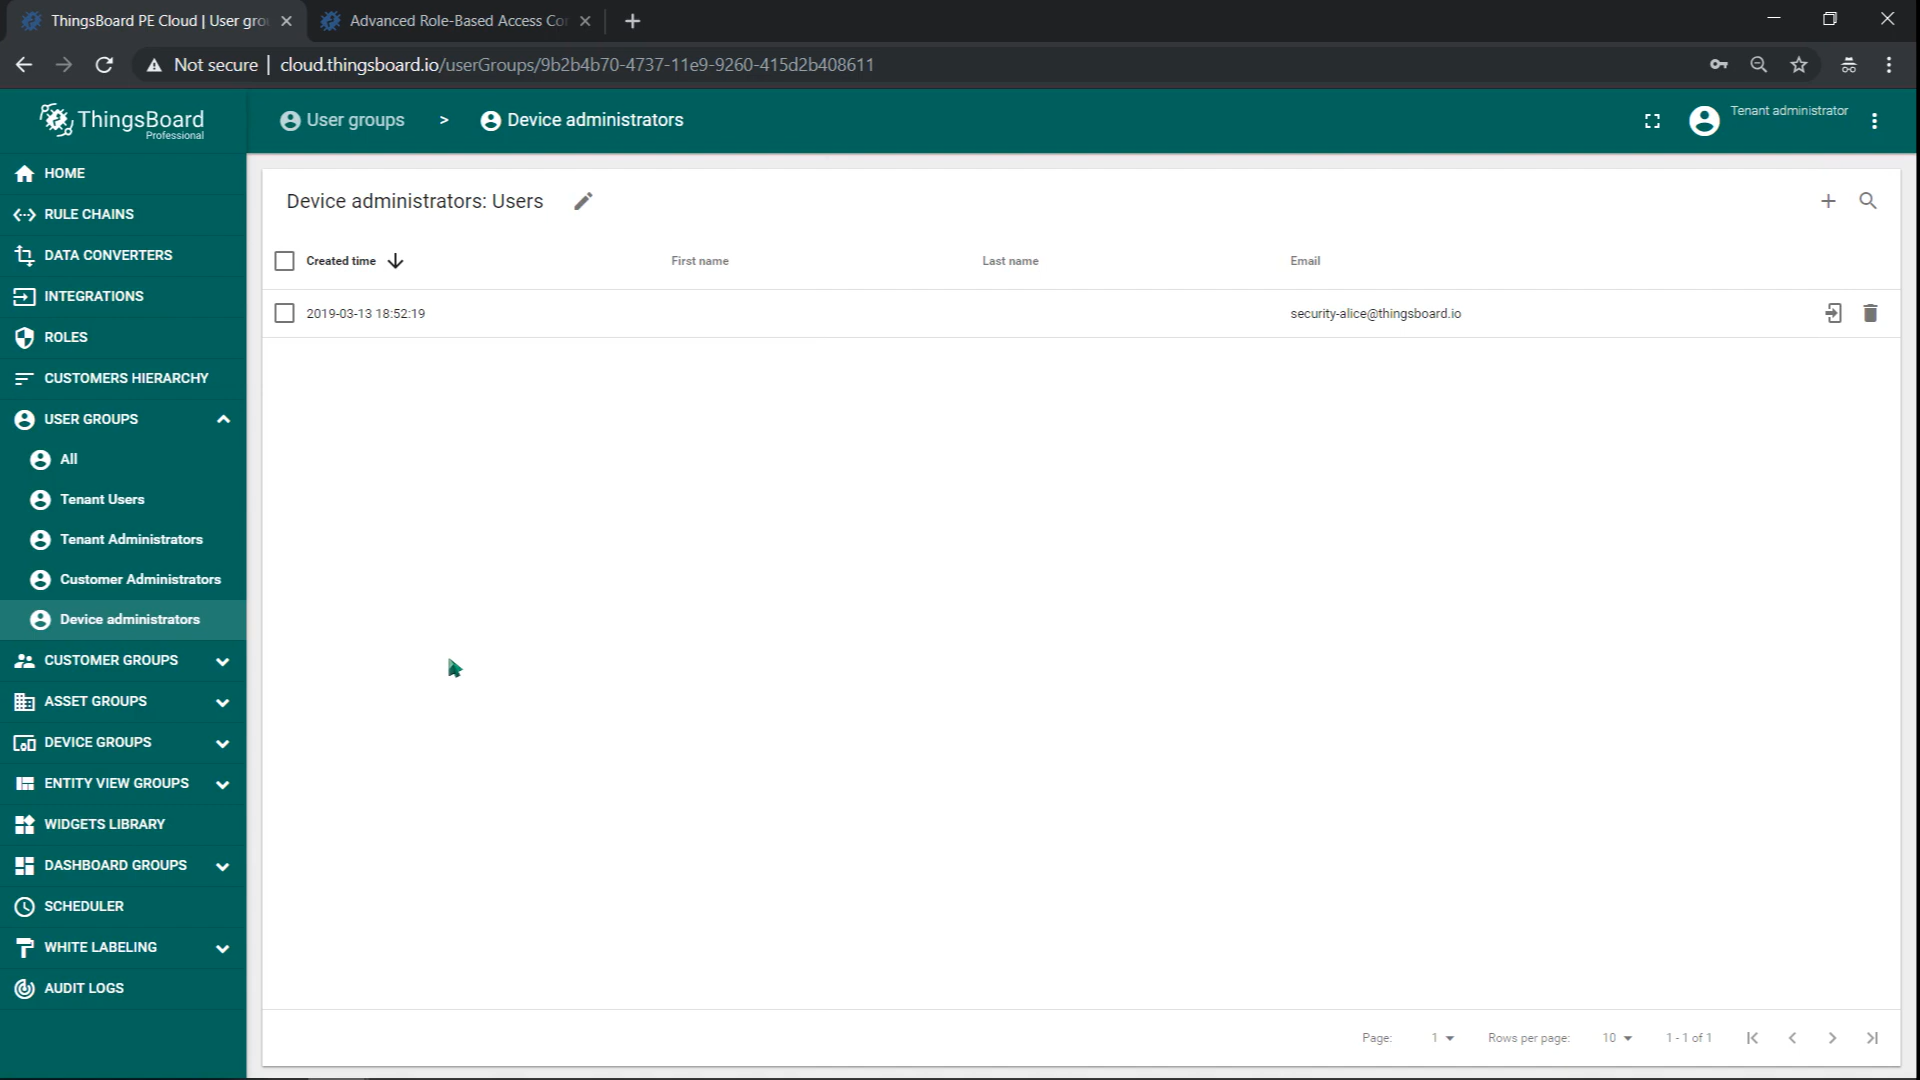 ThingsBoard PE Cloud | User gro
Advanced Role-Based Access Co
Not secure | cloud.thingsboard.io/userGroups/9b2b4b70-4737-11e9-9260-415d2b408611
ThingsBoard
Professional
User groups > Device administrators
Tenant administrator
HOME
RULE CHAINS
DATA CONVERTERS
INTEGRATIONS
ROLES
CUSTOMERS HIERARCHY
USER GROUPS
All
Tenant Users
Tenant Administrators
Customer Administrators
Device administrators
CUSTOMER GROUPS
ASSET GROUPS
DEVICE GROUPS
ENTITY VIEW GROUPS
WIDGETS LIBRARY
DASHBOARD GROUPS
SCHEDULER
WHITE LABELING
AUDIT LOGS
Device administrators: Users
Created time First name Last name Email
2019-03-13 18:52:19 security-alice@thingsboard.io
Page: 1 Rows per page: 10 1 - 1 of 1